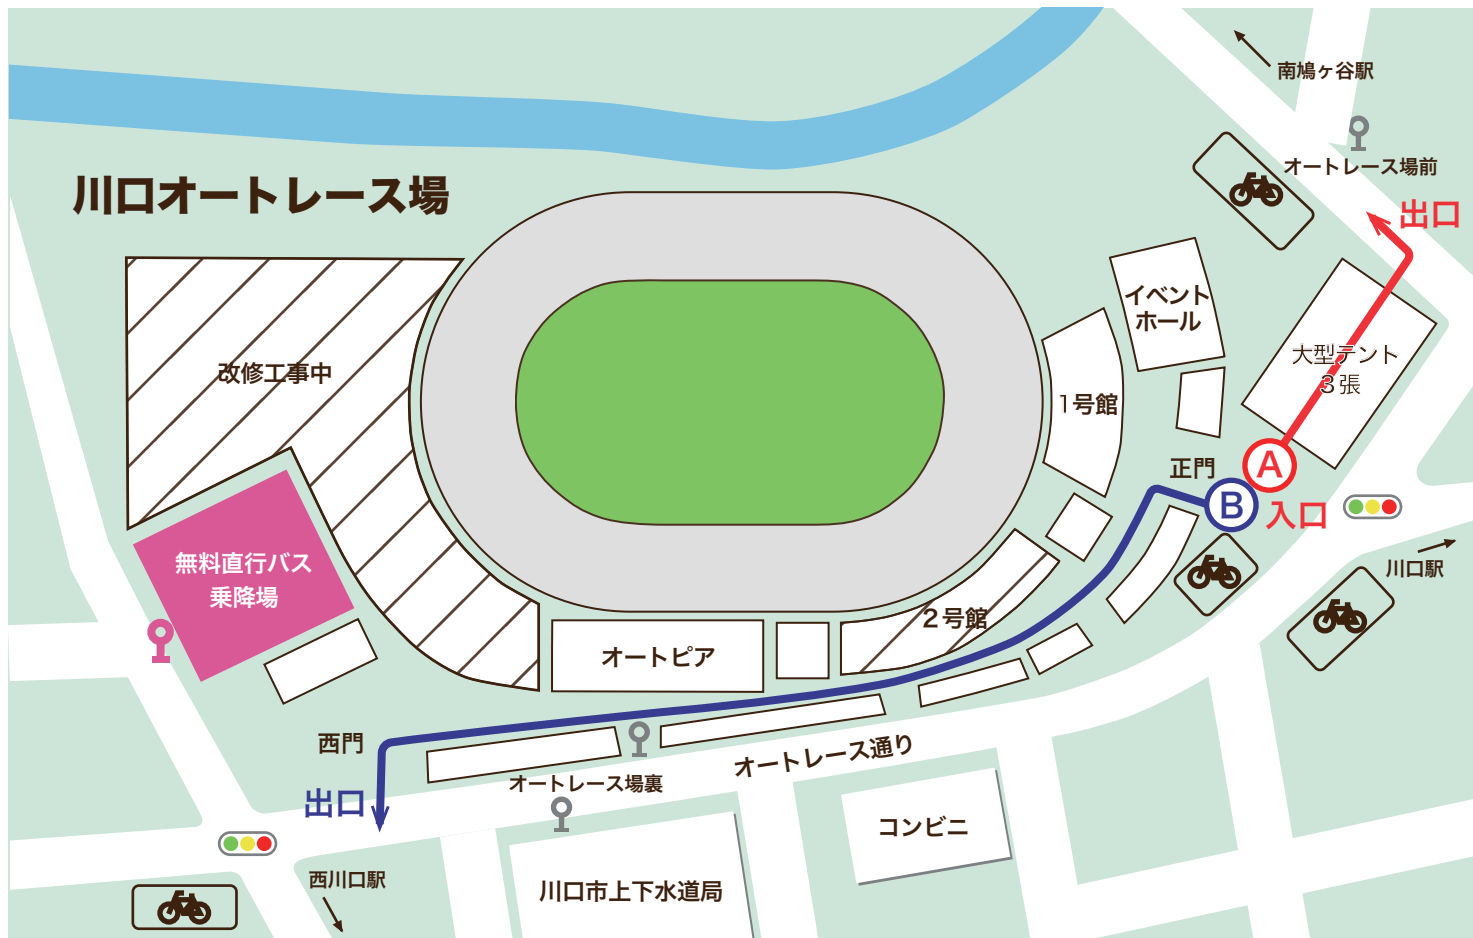 南鳩ヶ谷駅
オートレース場前
川口オートレース場
出口
イベント
ホール
大型テント
3張
改修工事中
1号館
正門
A
B
入口
川口駅
無料直行バス
乗降場
2号館
オートピア
西門
オートレース通り
オートレース場裏
出口
コンビニ
西川口駅
川口市上下水道局